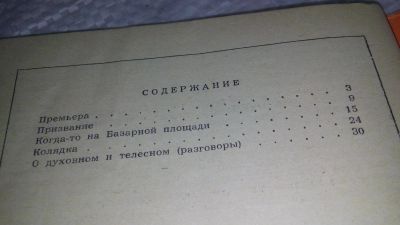 СОДЕРЖАНИЕ
Премьера . . . . . . . . . . 3
Призвание . . . . . . . . . . 9
Когда-то на Базарной площади . . . . 15
Колядка . . . . . . . . . . 24
О духовном и телесном (разговоры) . . . . 30